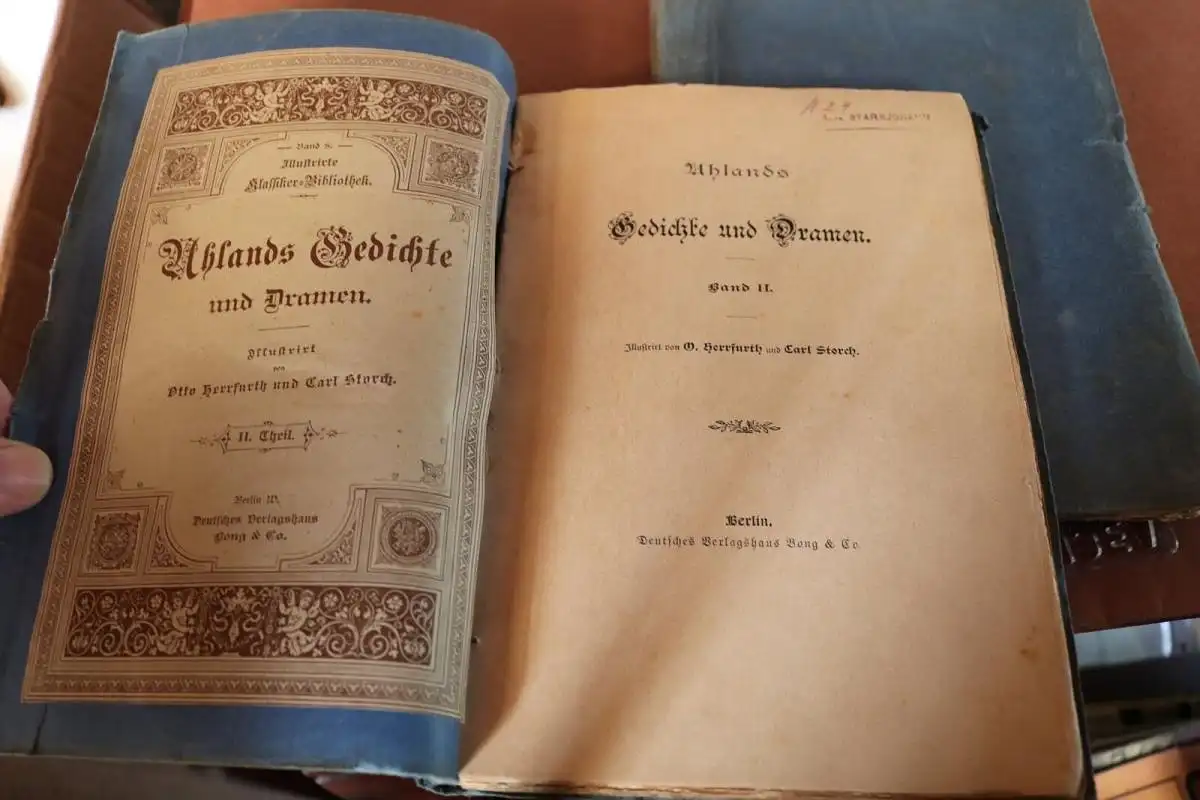 Band 8.
Illustrirte
Klassiker=Bibliothek.
Uhlands Gedichte
und Dramen.
Illustrirt
von
Otto Herrfurth und Carl Storch.
II. Theil.
Berlin W.
Deutsches Verlagshaus
Bong & Co.
A 24
Uhlands
Gedichte und Dramen.
Band II.
Illustrirt von O. Herrfurth und Carl Storch.
Berlin.
Deutsches Verlagshaus Bong & Co